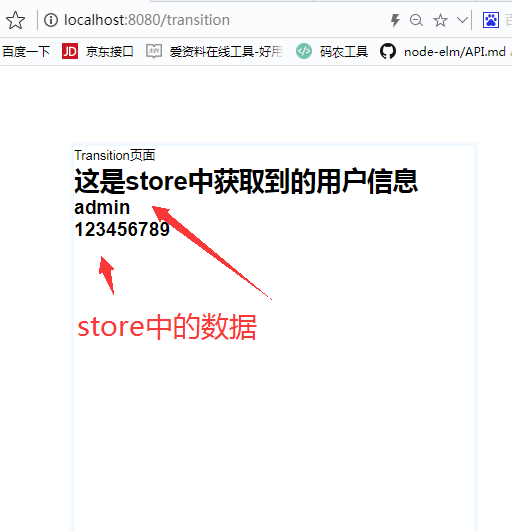 localhost:8080/transition
百度一下 JD 京东接口 爱资料在线工具-好用 码农工具 node-elm/API.md
Transition页面
这是store中获取到的用户信息
admin
123456789
store中的数据